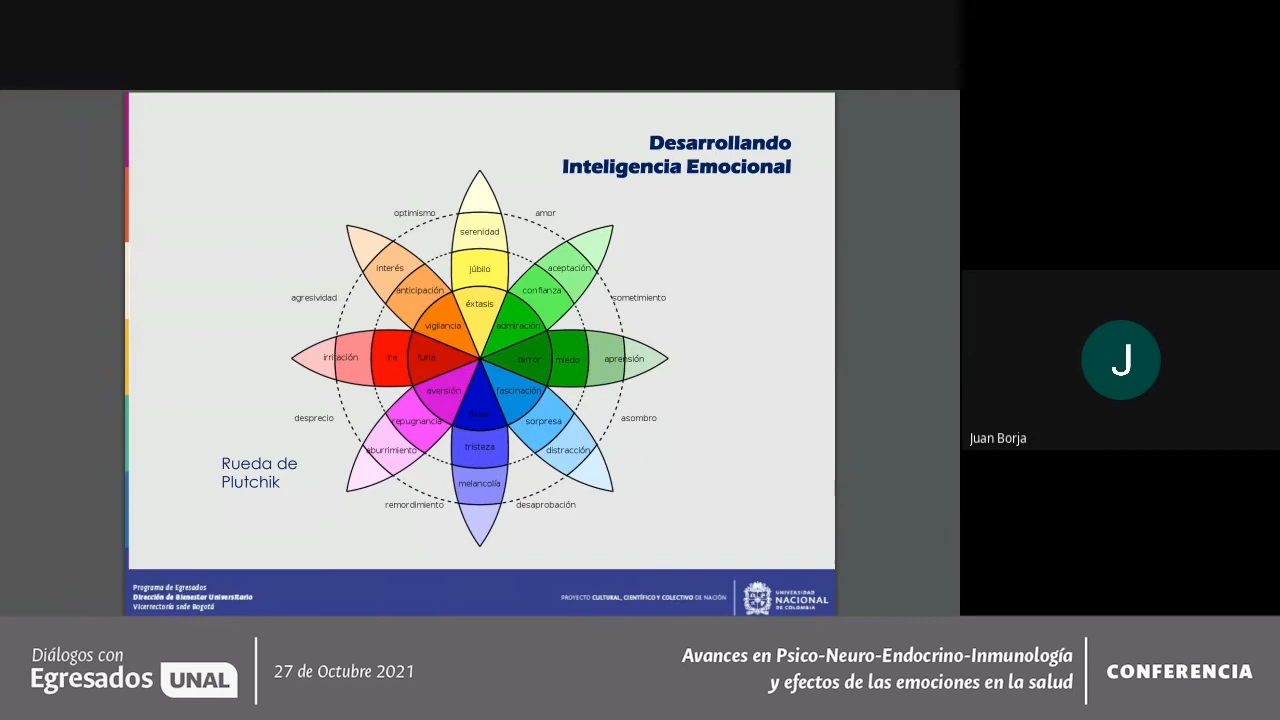 Desarrollando
Inteligencia Emocional
optimismo
amor
serenidad
interés
júbilo
aceptación
anticipación
confianza
agresividad
éxtasis
sometimiento
vigilancia
admiración
irritación
ira
furia
terror
miedo
aprensión
aversión
fascinación
desprecio
repugnancia
sorpresa
asombro
aburrimiento
tristeza
distracción
Rueda de
Plutchik
melancolía
remordimiento
desaprobación
J
Juan Borja
Programa de Egresados
Dirección de Bienestar Universitario
Vicerrectoría sede Bogotá
PROYECTO CULTURAL, CIENTÍFICO Y COLECTIVO DE NACIÓN
UNIVERSIDAD
NACIONAL
DE COLOMBIA
Diálogos con
Egresados UNAL
27 de Octubre 2021
Avances en Psico-Neuro-Endocrino-Inmunología
y efectos de las emociones en la salud
CONFERENCIA